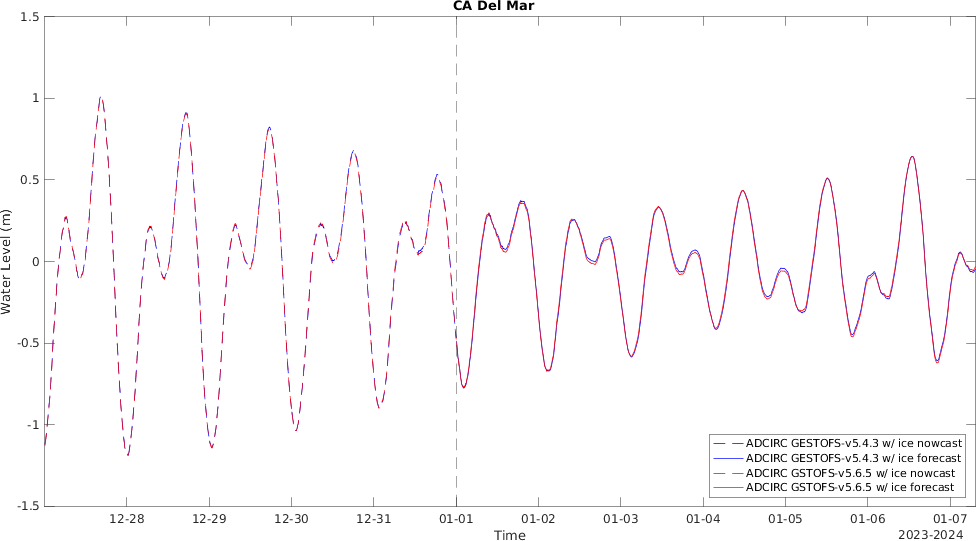 CA Del Mar
1.5
1
0.5
0
-0.5
-1
-1.5
Water Level (m)
ADCIRC GESTOFS-v5.4.3 w/ ice nowcast
ADCIRC GESTOFS-v5.4.3 w/ ice forecast
ADCIRC GSTOFS-v5.6.5 w/ ice nowcast
ADCIRC GSTOFS-v5.6.5 w/ ice forecast
12-28 12-29 12-30 12-31 01-01 01-02 01-03 01-04 01-05 01-06 01-07
Time
2023-2024